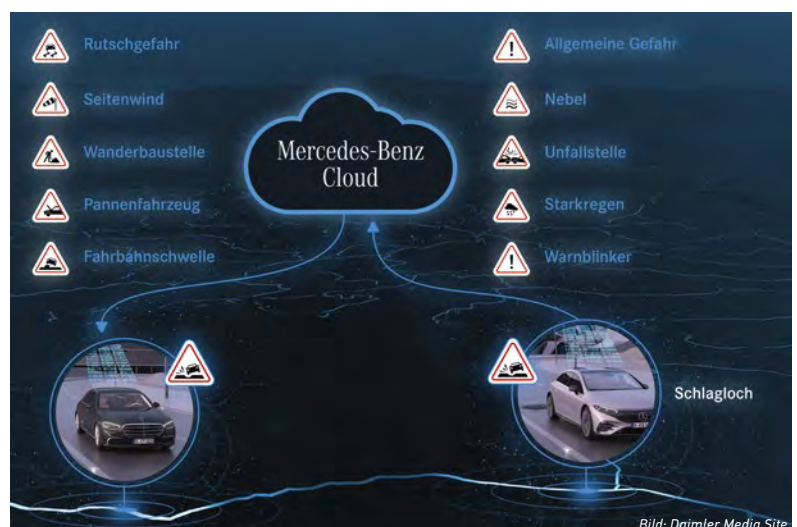 Rutschgefahr
Seitenwind
Wanderbaustelle
Pannenfahrzeug
Fahrbahnschwelle
Mercedes-Benz
Cloud
Allgemeine Gefahr
Nebel
Unfallstelle
Starkregen
Warnblinker
Schlagloch
Bild: Daimler Media Site